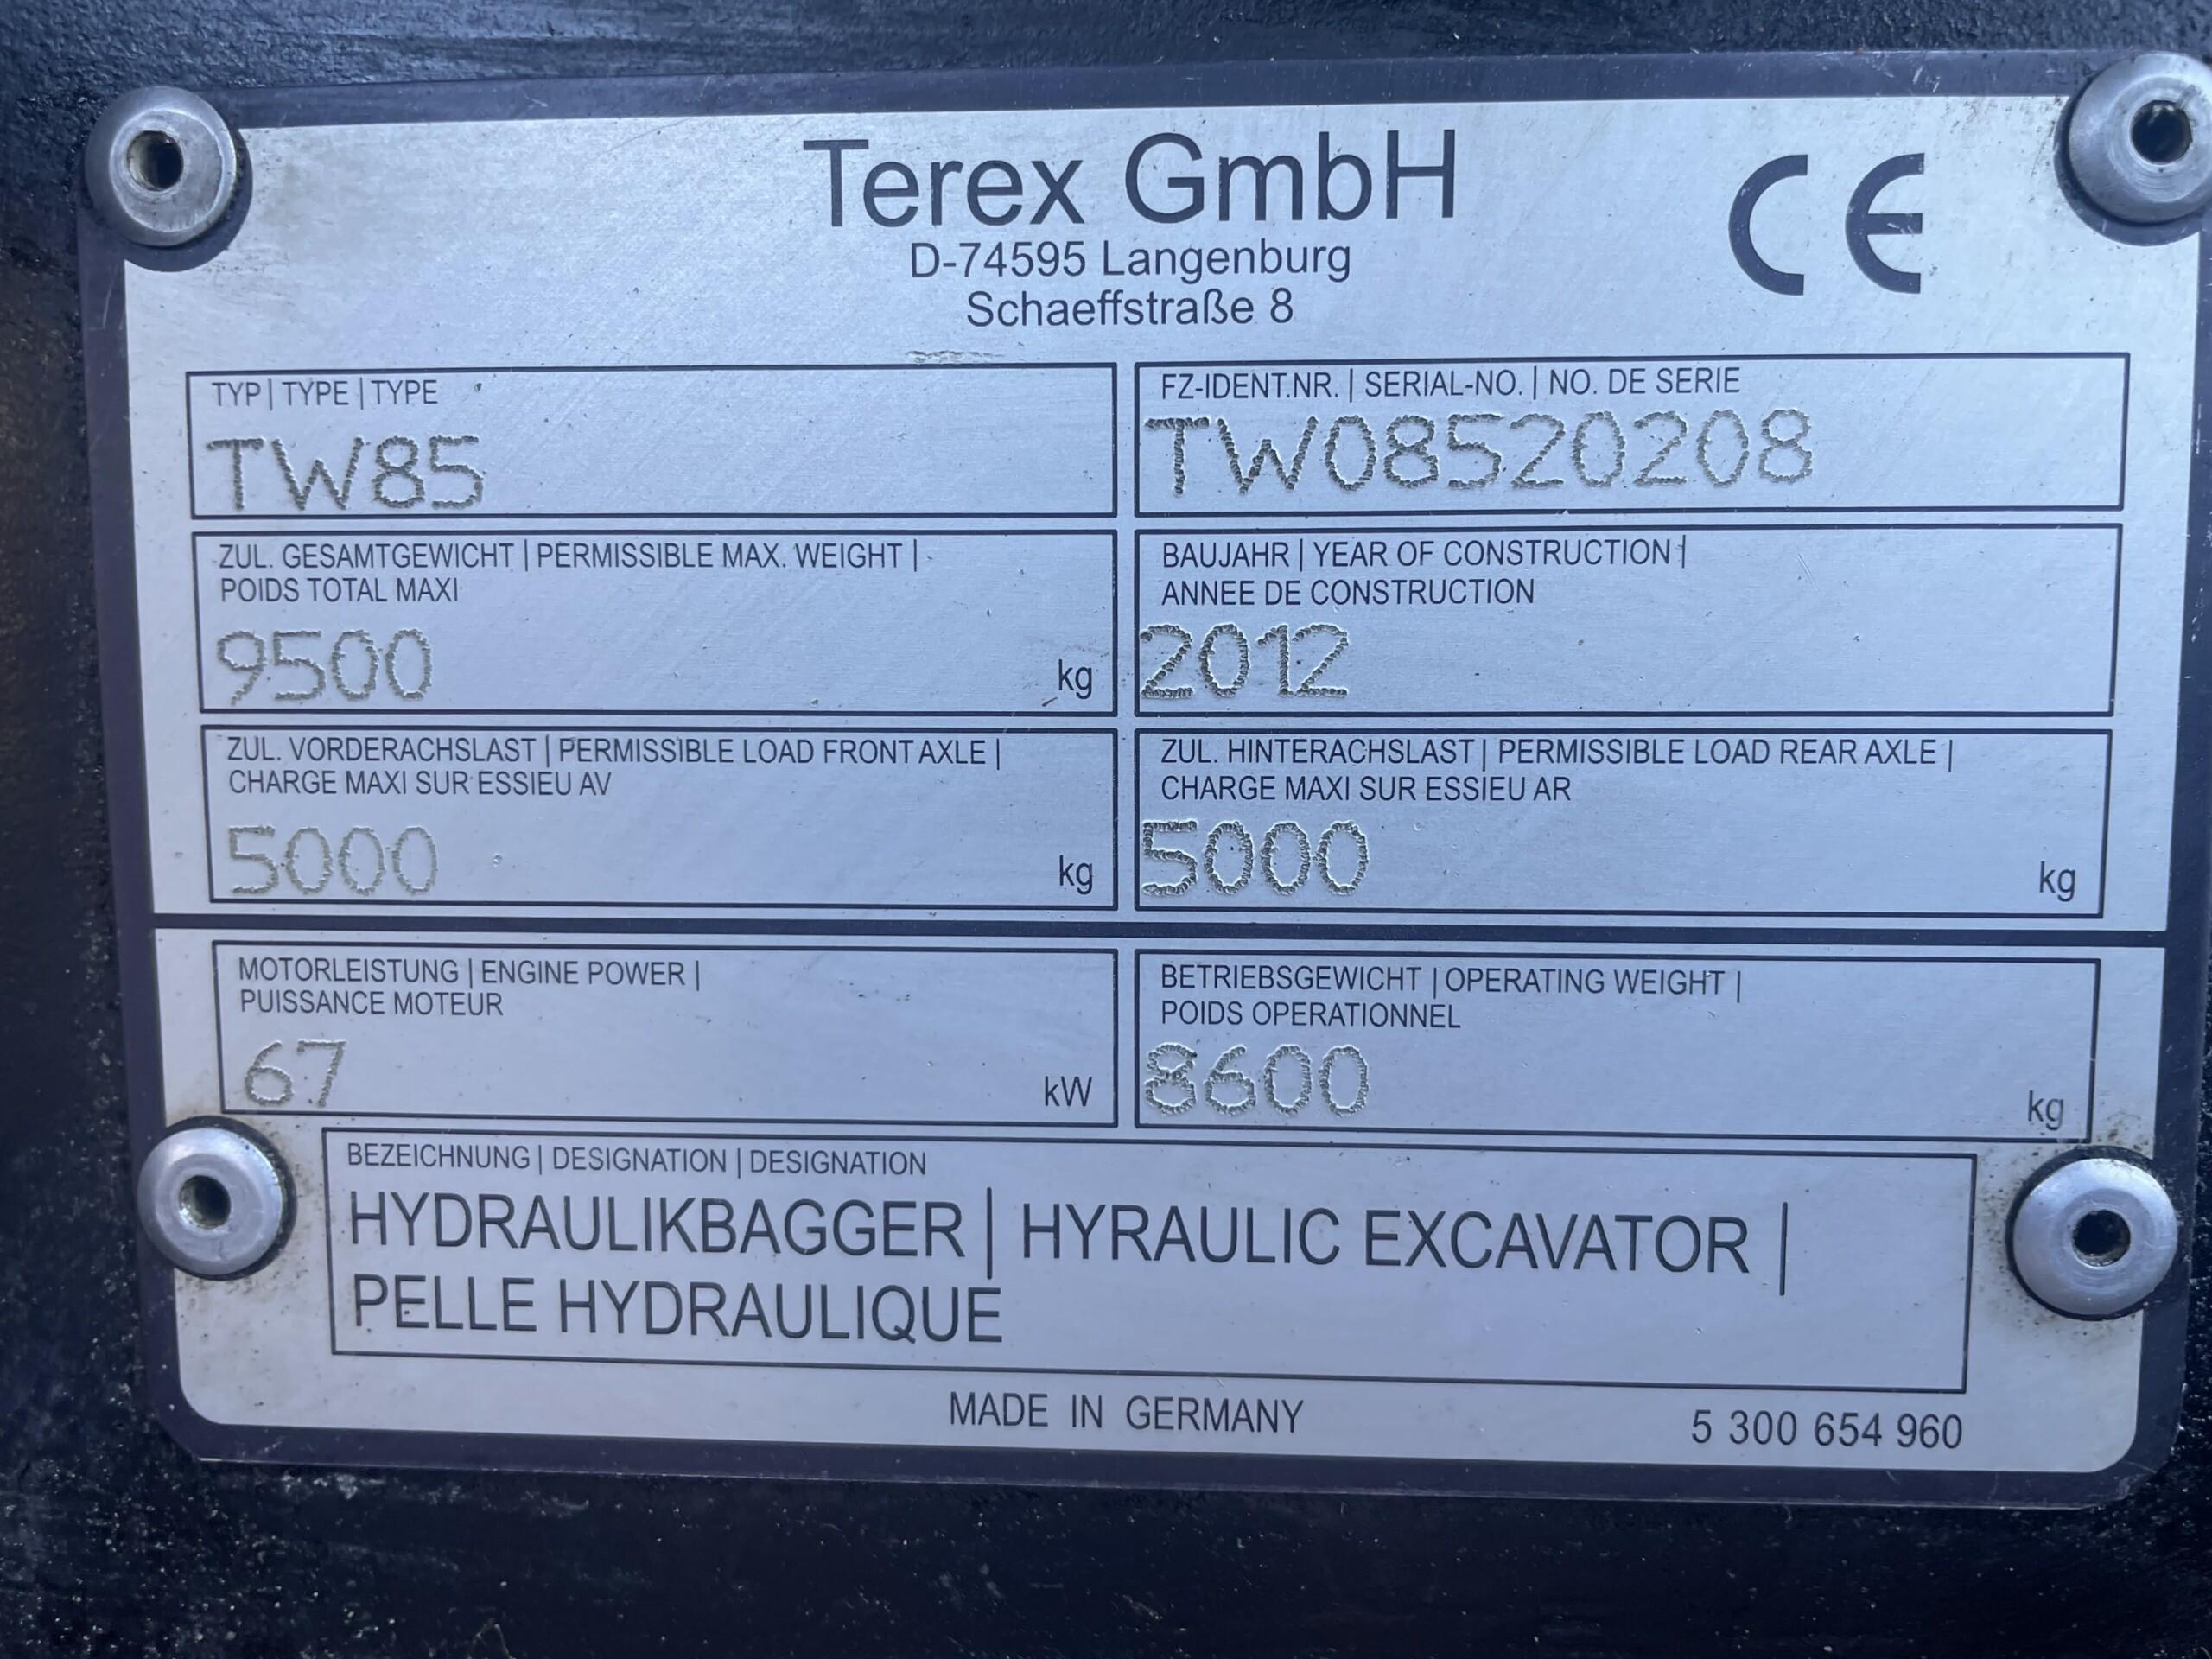 Terex GmbH
CE
D-74595 Langenburg
Schaeffstraße 8
TYP | TYPE | TYPE
TW85
FZ-IDENT.NR. | SERIAL-NO. | NO. DE SERIE
TW08520208
ZUL. GESAMTGEWICHT | PERMISSIBLE MAX. WEIGHT |
POIDS TOTAL MAXI
9500 kg
BAUJAHR | YEAR OF CONSTRUCTION |
ANNEE DE CONSTRUCTION
2012
ZUL. VORDERACHSLAST | PERMISSIBLE LOAD FRONT AXLE |
CHARGE MAXI SUR ESSIEU AV
5000 kg
ZUL. HINTERACHSLAST | PERMISSIBLE LOAD REAR AXLE |
CHARGE MAXI SUR ESSIEU AR
5000 kg
MOTORLEISTUNG | ENGINE POWER |
PUISSANCE MOTEUR
67 kW
BETRIEBSGEWICHT | OPERATING WEIGHT |
POIDS OPERATIONNEL
8600 kg
BEZEICHNUNG | DESIGNATION | DESIGNATION
HYDRAULIKBAGGER | HYRAULIC EXCAVATOR |
PELLE HYDRAULIQUE
MADE IN GERMANY
5 300 654 960